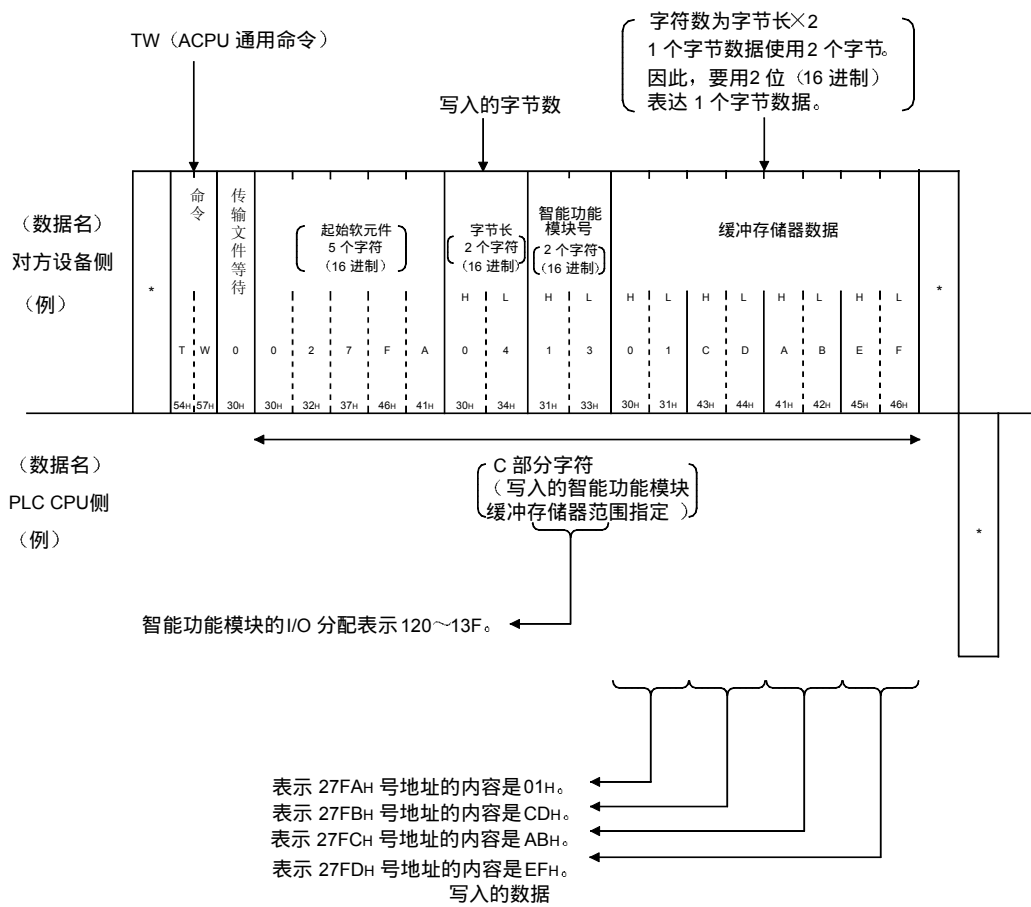 TW（ACPU 通用命令）
字符数为字节长×2
1 个字节数据使用2 个字节。
因此，要用2 位（16 进制）
表达 1 个字节数据。
写入的字节数
（数据名）
对方设备侧
（例）
*
命令
传输文件等待
起始软元件
5 个字符
（16 进制）
字节长
2 个字符
（16 进制）
智能功能
模块号
2 个字符
（16 进制）
缓冲存储器数据
*
H L H L H L H L H L H L
T W 0 0 2 7 F A 0 4 1 3 0 1 C D A B E F
54H 57H 30H 30H 32H 37H 46H 41H 30H 34H 31H 33H 30H 31H 43H 44H 41H 42H 45H 46H
（数据名）
PLC CPU侧
（例）
C 部分字符
（写入的智能功能模块
缓冲存储器范围指定 ）
*
智能功能模块的I/O 分配表示 120～13F。
表示 27FAH 号地址的内容是01H。
表示 27FBH 号地址的内容是CDH。
表示 27FCH 号地址的内容是 ABH。
表示 27FDH 号地址的内容是 EFH。
写入的数据